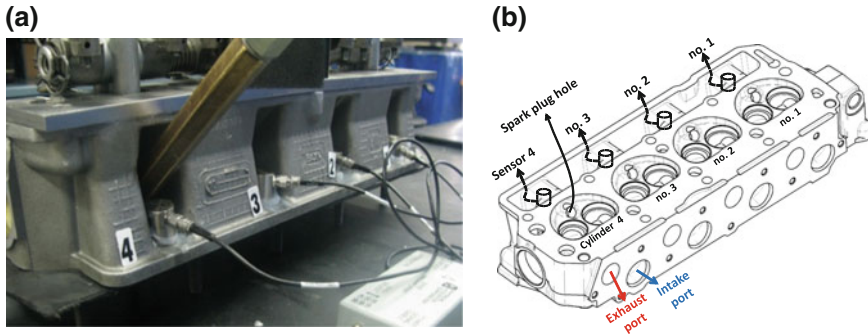 (a)
4
3
2
(b)
no. 1
no. 2
Spark plug hole
no. 3
Sensor 4
no. 1
no. 2
no. 3
Cylinder 4
Exhaust
port
Intake
port